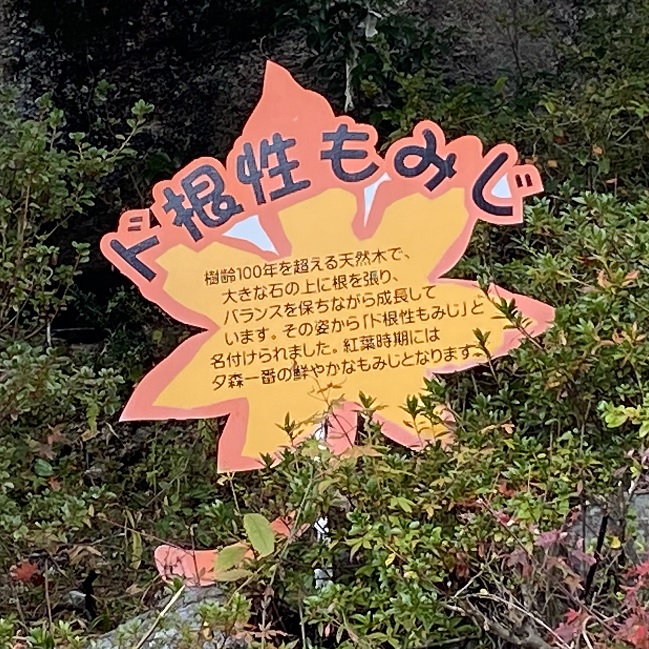 ド根性もみじ
樹齢100年を超える天然木で、
大きな石の上に根を張り、
バランスを保ちながら成長して
います。その姿から「ド根性もみじ」と
名付けられました。紅葉時期には
夕森一番の鮮やかなもみじとなります。